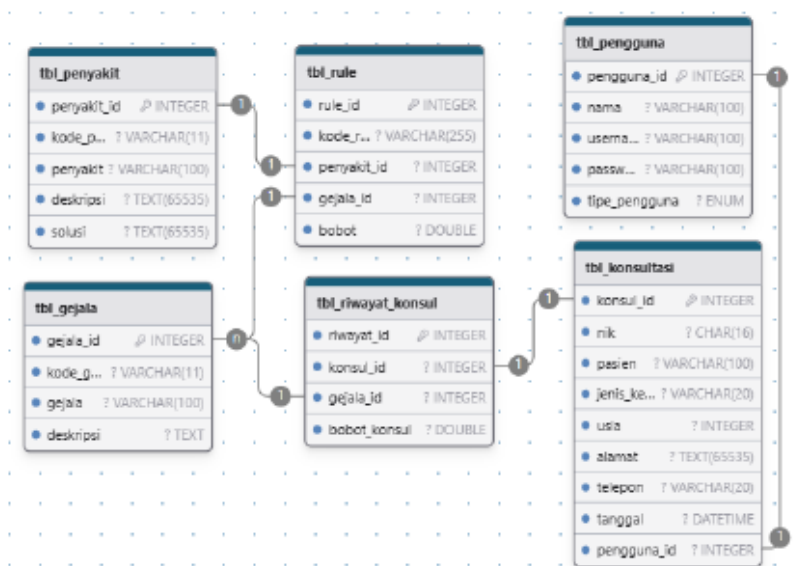 tbl_penyakit
penyakit_id INTEGER
kode_p... ? VARCHAR(11)
penyakit ? VARCHAR(100)
deskripsi ? TEXT(65535)
solusi ? TEXT(65535)
tbl_rule
rule_id INTEGER
kode_r... ? VARCHAR(255)
penyakit_id ? INTEGER
gejala_id ? INTEGER
bobot ? DOUBLE
tbl_pengguna
pengguna_id INTEGER
nama ? VARCHAR(100)
userna... ? VARCHAR(100)
passw... ? VARCHAR(100)
tipe_pengguna ? ENUM
tbl_gejala
gejala_id INTEGER
kode_g... ? VARCHAR(11)
gejala ? VARCHAR(100)
deskripsi ? TEXT
tbl_riwayat_konsul
riwayat_id INTEGER
konsul_id ? INTEGER
gejala_id ? INTEGER
bobot_konsul ? DOUBLE
tbl_konsultasi
konsul_id INTEGER
nik ? CHAR(16)
pasien ? VARCHAR(100)
jenis_ke... ? VARCHAR(20)
usia ? INTEGER
alamat ? TEXT(65535)
telepon ? VARCHAR(20)
tanggal ? DATETIME
pengguna_id ? INTEGER
1
1
1
n
1
1
1
1
1